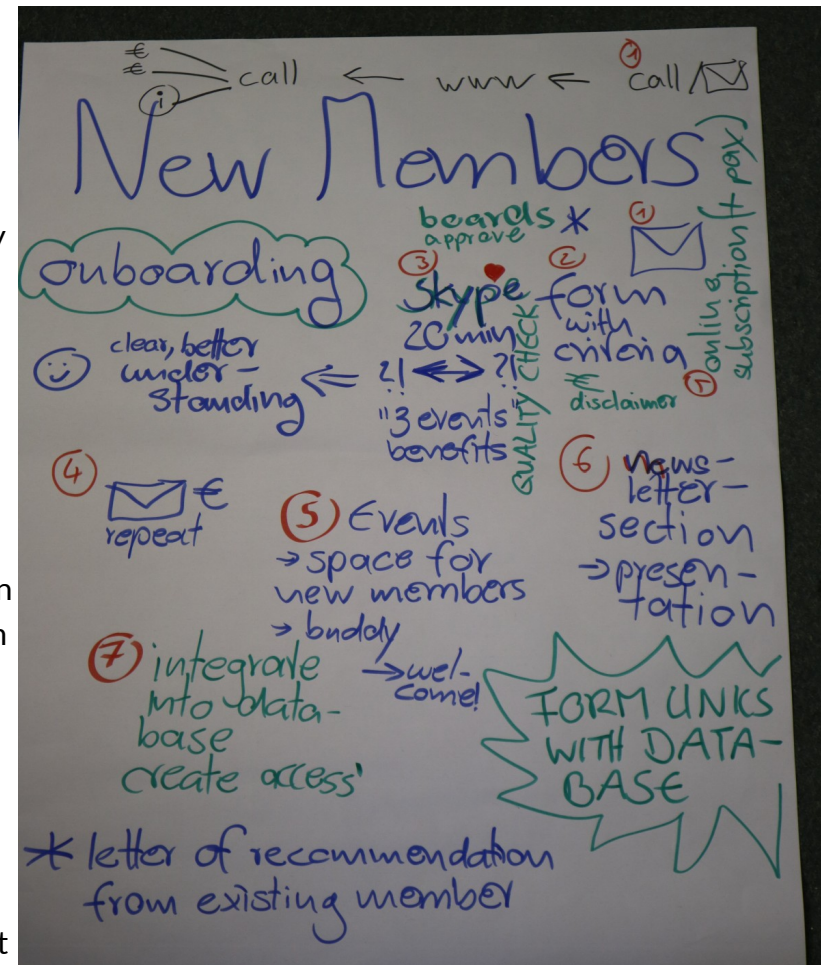 €
€
i
call ← www ← call /
1
New Members
boards *
approve
1
onboarding
3
skype
20 min
?! ↔ ?!
"3 events"
benefits
QUALITY CHECK
2
form
with
criteria
€
disclaimer
1
online
subscription (+ pay)
clear, better
under-
standing
4
€
repeat
5 Events
→ space for
new members
→ buddy
→ wel-
come!
6 news-
letter-
section
→ presen-
tation
7 integrate
into data-
base
create access
FORM LINKS
WITH DATA-
BASE
* letter of recommendation
from existing member
y
n
n
t